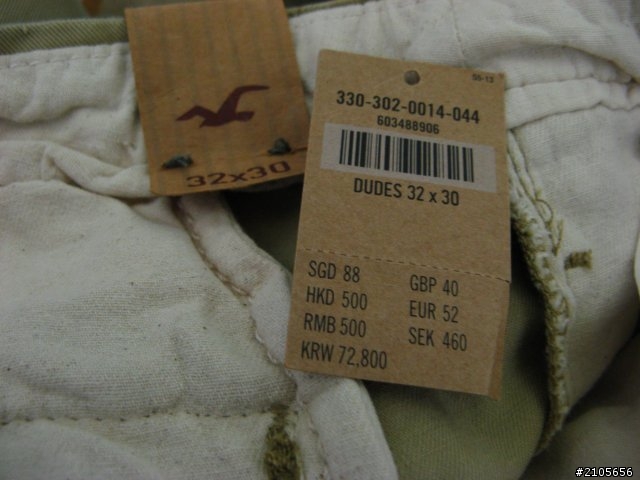 32x30
55-13
330-302-0014-044
603488906
DUDES 32 x 30
SGD 88
GBP 40
HKD 500
EUR 52
RMB 500
SEK 460
KRW 72,800
#2105656